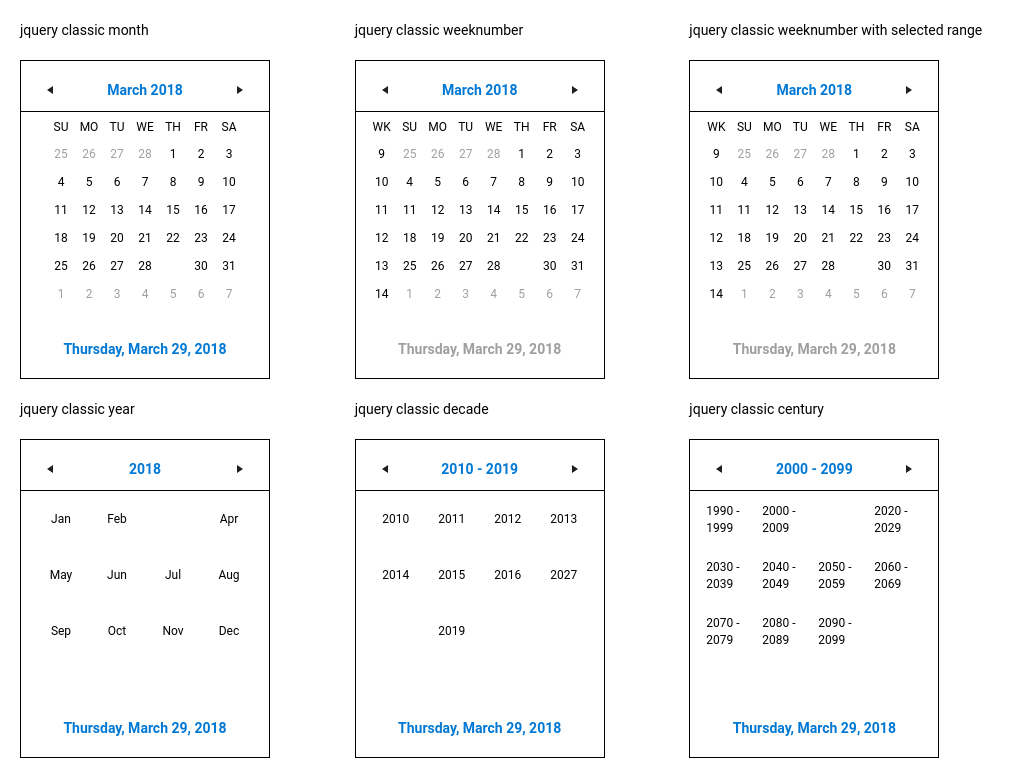 jquery classic month
jquery classic weeknumber
jquery classic weeknumber with selected range
March 2018
SU MO TU WE TH FR SA
25 26 27 28 1 2 3
4 5 6 7 8 9 10
11 12 13 14 15 16 17
18 19 20 21 22 23 24
25 26 27 28 30 31
1 2 3 4 5 6 7
Thursday, March 29, 2018
March 2018
WK SU MO TU WE TH FR SA
9 25 26 27 28 1 2 3
10 4 5 6 7 8 9 10
11 11 12 13 14 15 16 17
12 18 19 20 21 22 23 24
13 25 26 27 28 30 31
14 1 2 3 4 5 6 7
Thursday, March 29, 2018
March 2018
WK SU MO TU WE TH FR SA
9 25 26 27 28 1 2 3
10 4 5 6 7 8 9 10
11 11 12 13 14 15 16 17
12 18 19 20 21 22 23 24
13 25 26 27 28 30 31
14 1 2 3 4 5 6 7
Thursday, March 29, 2018
jquery classic year
jquery classic decade
jquery classic century
2018
Jan Feb Apr
May Jun Jul Aug
Sep Oct Nov Dec
Thursday, March 29, 2018
2010 - 2019
2010 2011 2012 2013
2014 2015 2016 2027
2019
Thursday, March 29, 2018
2000 - 2099
1990 - 2000 - 2020 -
1999 2009 2029
2030 - 2040 - 2050 - 2060 -
2039 2049 2059 2069
2070 - 2080 - 2090 -
2079 2089 2099
Thursday, March 29, 2018